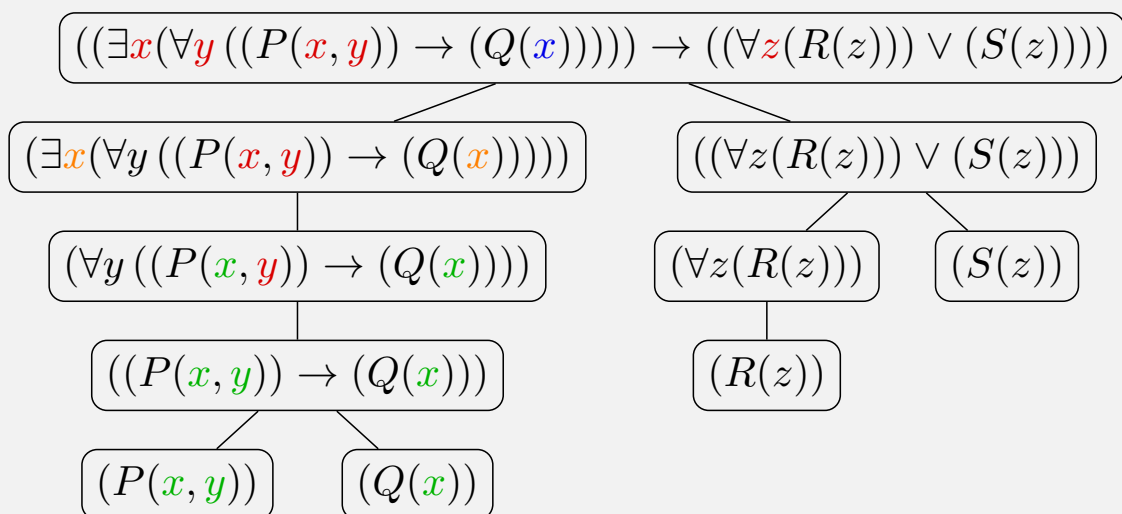 ((∃x(∀y ((P(x, y)) → (Q(x))))) → ((∀z(R(z))) ∨ (S(z))))
(∃x(∀y ((P(x, y)) → (Q(x)))))
((∀z(R(z))) ∨ (S(z)))
(∀y ((P(x, y)) → (Q(x))))
(∀z(R(z)))
(S(z))
((P(x, y)) → (Q(x)))
(R(z))
(P(x, y))
(Q(x))